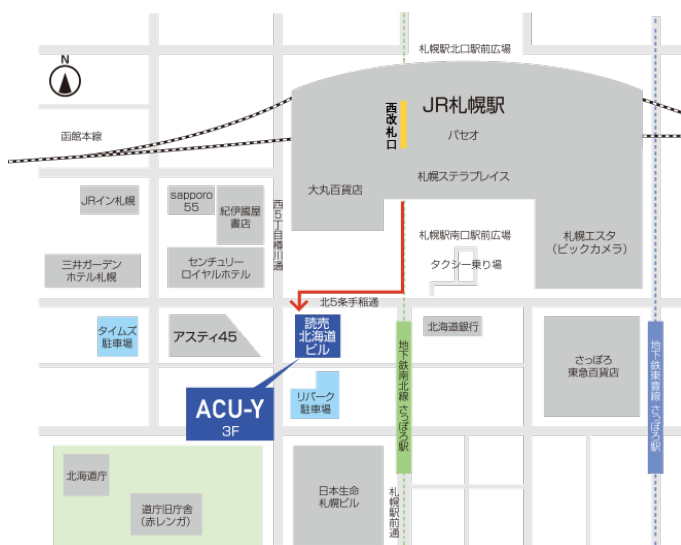 札幌駅北口駅前広場
N
JR札幌駅
西改札口
パセオ
函館本線
札幌ステラプレイス
大丸百貨店
JRイン札幌
sapporo
55
紀伊國屋
書店
西5丁目樽川通
札幌駅南口駅前広場
札幌エスタ
(ビックカメラ)
タクシー乗り場
三井ガーデン
ホテル札幌
センチュリー
ロイヤルホテル
北5条手稲通
タイムズ
駐車場
アスティ45
読売
北海道
ビル
北海道銀行
地下鉄南北線 さっぽろ駅
地下鉄東豊線 さっぽろ駅
さっぽろ
東急百貨店
ACU-Y
3F
リパーク
駐車場
北海道庁
道庁旧庁舎
(赤レンガ)
日本生命
札幌ビル
札幌駅前通